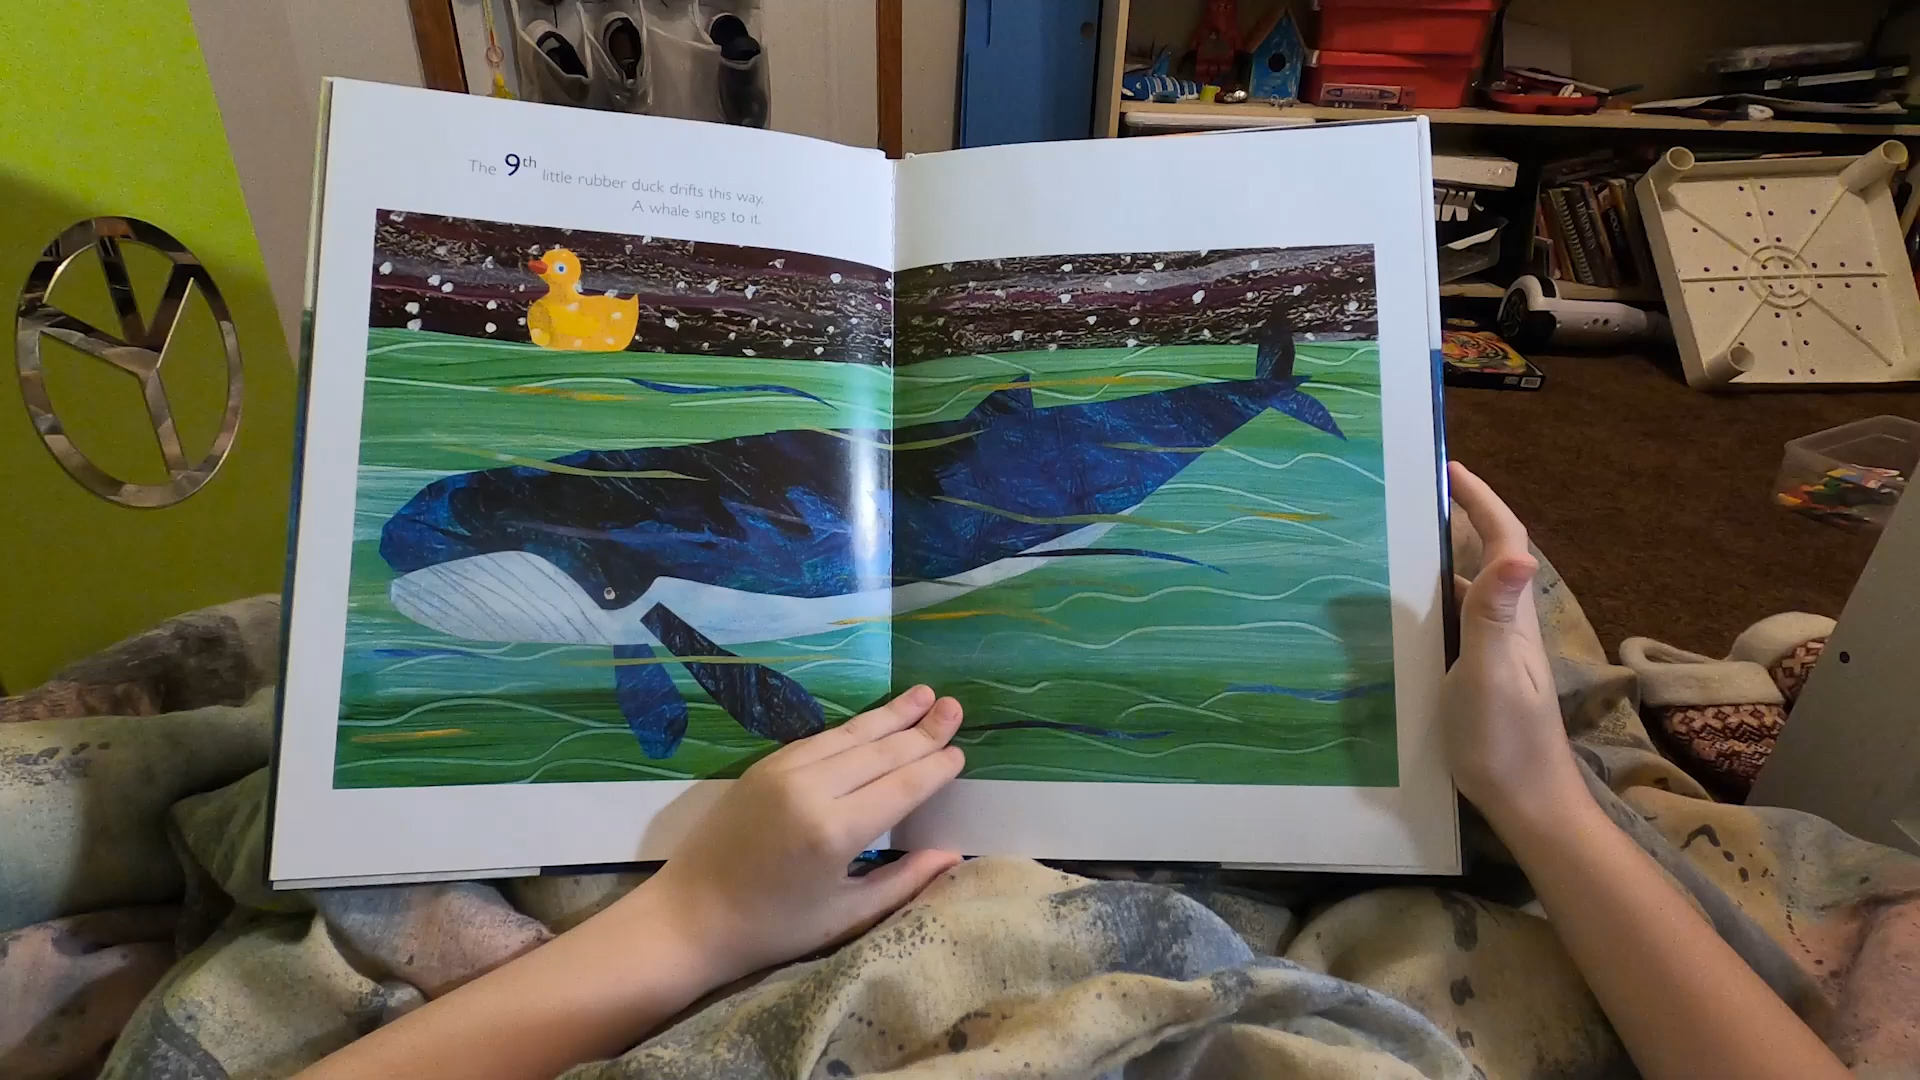 The 9th little rubber duck drifts this way.
A whale sings to it.